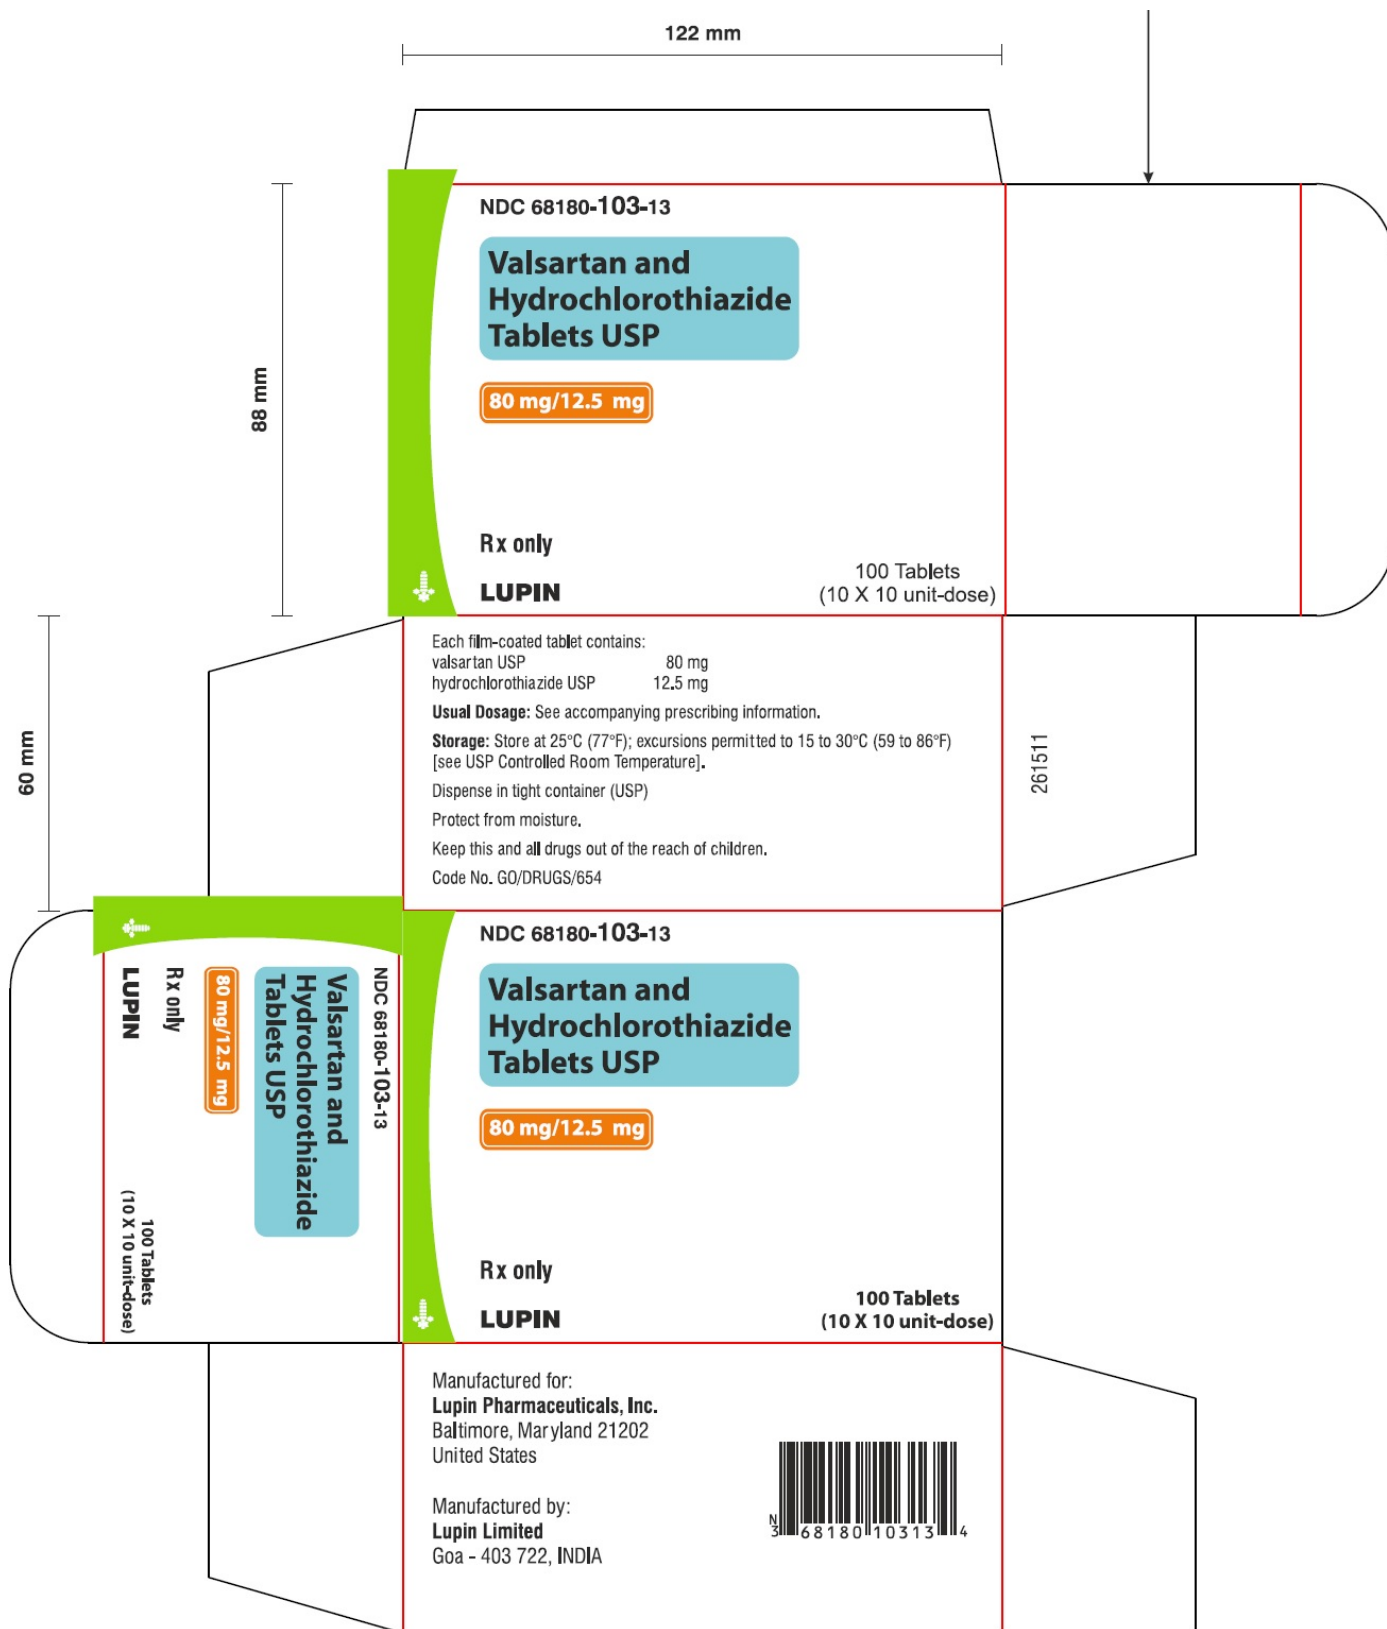 122 mm
88 mm
NDC 68180-103-13
Valsartan and
Hydrochlorothiazide
Tablets USP
80 mg/12.5 mg
Rx only
LUPIN
100 Tablets
(10 X 10 unit-dose)
60 mm
Each film-coated tablet contains:
valsartan USP 80 mg
hydrochlorothiazide USP 12.5 mg
Usual Dosage: See accompanying prescribing information.
Storage: Store at 25°C (77°F); excursions permitted to 15 to 30°C (59 to 86°F)
[see USP Controlled Room Temperature].
Dispense in tight container (USP)
Protect from moisture.
Keep this and all drugs out of the reach of children.
Code No. GO/DRUGS/654
261511
NDC 68180-103-13
Valsartan and
Hydrochlorothiazide
Tablets USP
80 mg/12.5 mg
Rx only
LUPIN
100 Tablets
(10 X 10 unit-dose)
NDC 68180-103-13
Valsartan and
Hydrochlorothiazide
Tablets USP
80 mg/12.5 mg
Rx only
LUPIN
100 Tablets
(10 X 10 unit-dose)
Manufactured for:
Lupin Pharmaceuticals, Inc.
Baltimore, Maryland 21202
United States
Manufactured by:
Lupin Limited
Goa - 403 722, INDIA
N
3 68180 10313 4